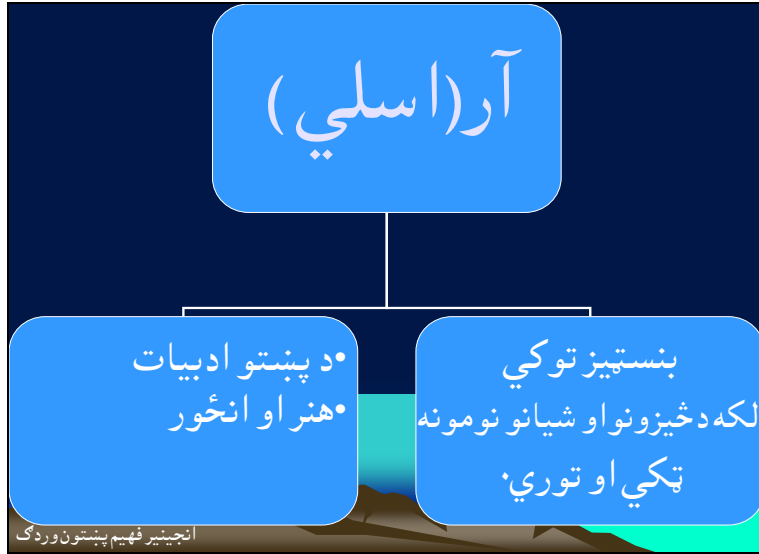 آر(اسلي)
بنسټيز توکي
لکه دڅيزونو او شيانو نومونه
ټکي او توري.
•د پښتو ادبيات
•هنر او انځور
انجينير فهيم پښتون وردګ